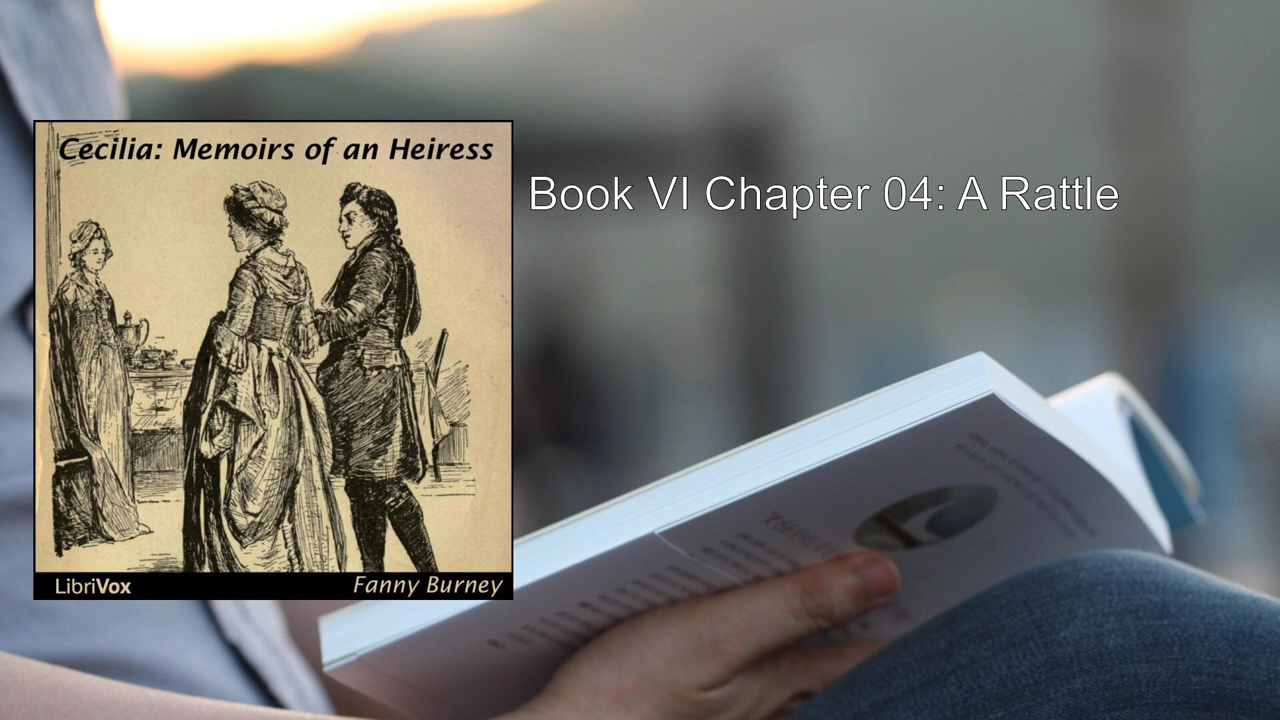 Cecilia: Memoirs of an Heiress
Book VI Chapter 04: A Rattle
LibriVox
Fanny Burney